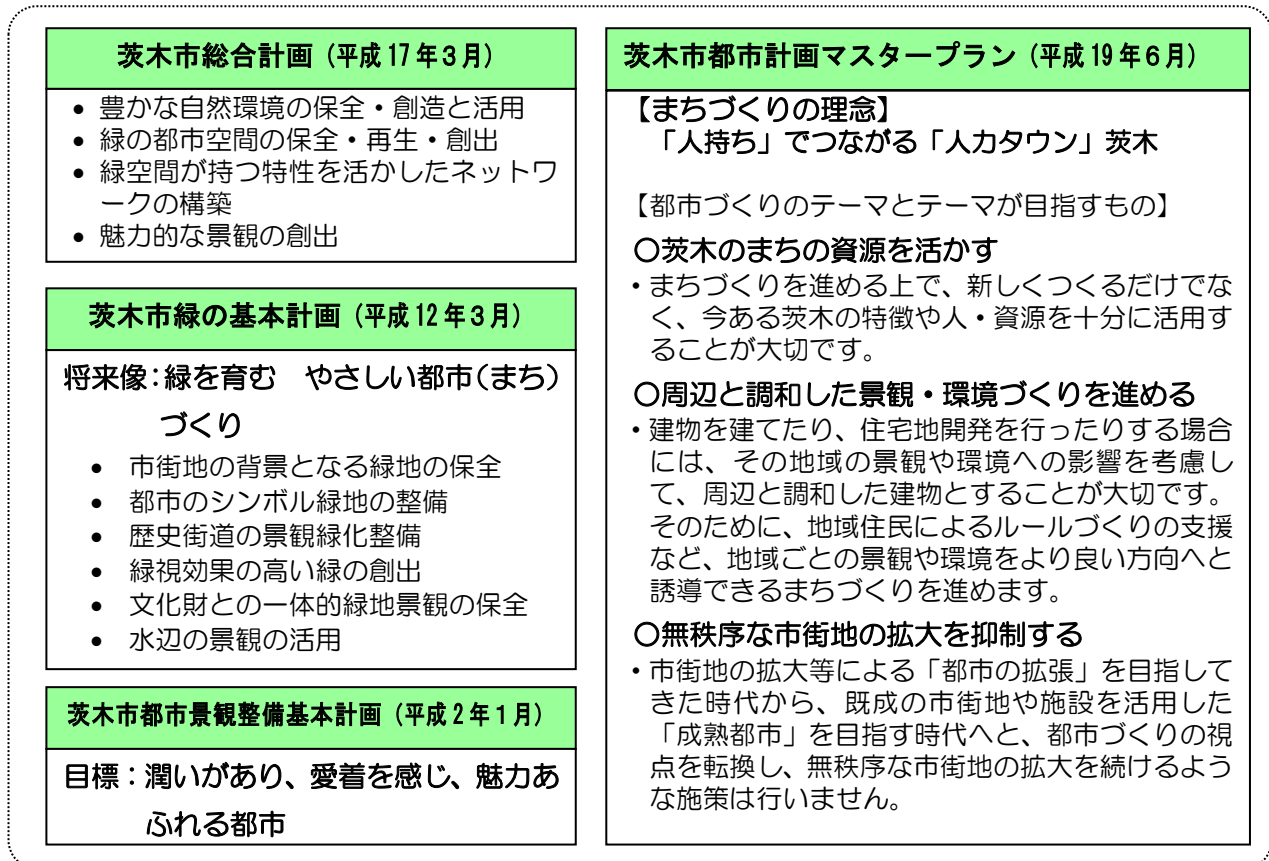 茨木市総合計画（平成17年3月）
• 豊かな自然環境の保全・創造と活用
• 緑の都市空間の保全・再生・創出
• 緑空間が持つ特性を活かしたネットワ
ークの構築
• 魅力的な景観の創出
茨木市緑の基本計画（平成12年3月）
将来像：緑を育む　やさしい都市（まち）
づくり
• 市街地の背景となる緑地の保全
• 都市のシンボル緑地の整備
• 歴史街道の景観緑化整備
• 緑視効果の高い緑の創出
• 文化財との一体的緑地景観の保全
• 水辺の景観の活用
茨木市都市景観整備基本計画（平成2年1月）
目標：潤いがあり、愛着を感じ、魅力あ
ふれる都市
茨木市都市計画マスタープラン（平成19年6月）
【まちづくりの理念】
「人持ち」でつながる「人力タウン」茨木
【都市づくりのテーマとテーマが目指すもの】
〇茨木のまちの資源を活かす
・まちづくりを進める上で、新しくつくるだけでな
く、今ある茨木の特徴や人・資源を十分に活用す
ることが大切です。
〇周辺と調和した景観・環境づくりを進める
・建物を建てたり、住宅地開発を行ったりする場合
には、その地域の景観や環境への影響を考慮し
て、周辺と調和した建物とすることが大切です。
そのために、地域住民によるルールづくりの支援
など、地域ごとの景観や環境をより良い方向へと
誘導できるまちづくりを進めます。
〇無秩序な市街地の拡大を抑制する
・市街地の拡大等による「都市の拡張」を目指して
きた時代から、既成の市街地や施設を活用した
「成熟都市」を目指す時代へと、都市づくりの視
点を転換し、無秩序な市街地の拡大を続けるよう
な施策は行いません。